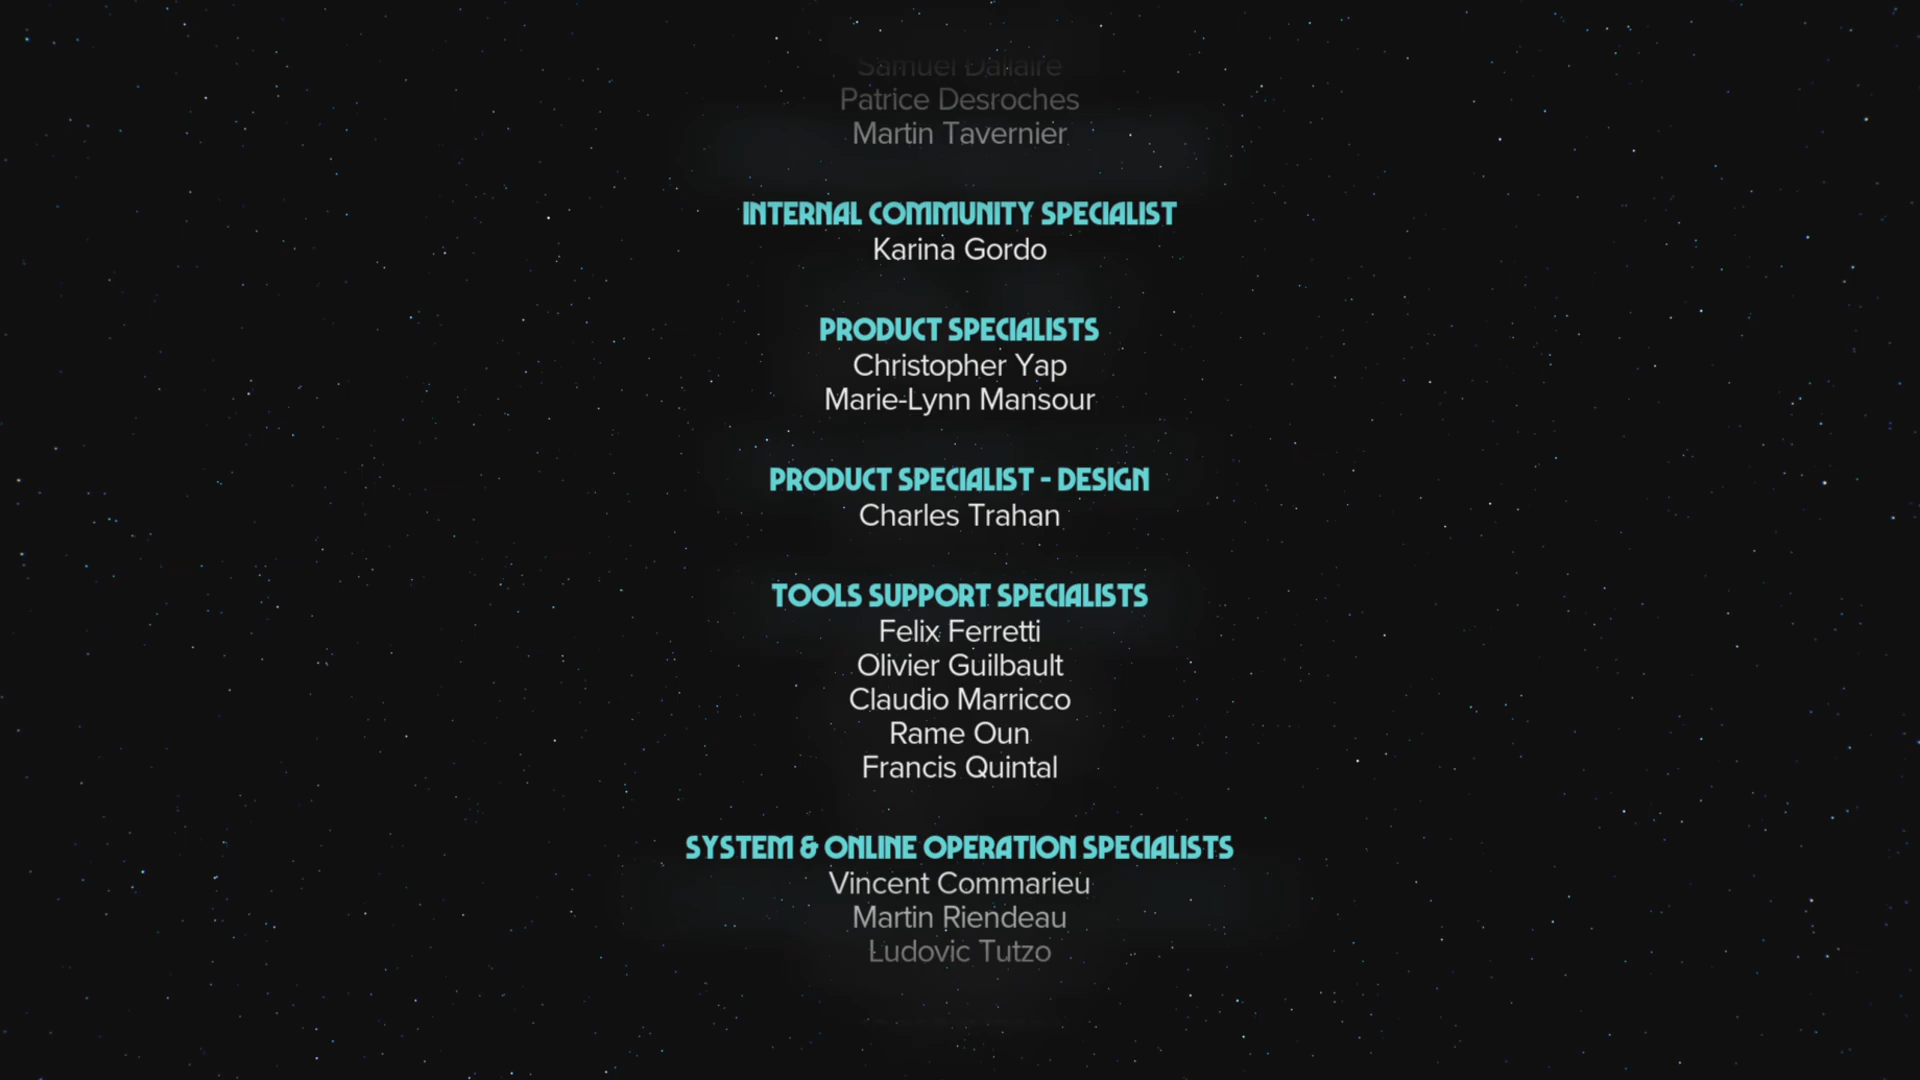 Samuel Dallaire
Patrice Desroches
Martin Tavernier
INTERNAL COMMUNITY SPECIALIST
Karina Gordo
PRODUCT SPECIALISTS
Christopher Yap
Marie-Lynn Mansour
PRODUCT SPECIALIST - DESIGN
Charles Trahan
TOOLS SUPPORT SPECIALISTS
Felix Ferretti
Olivier Guilbault
Claudio Marricco
Rame Oun
Francis Quintal
SYSTEM & ONLINE OPERATION SPECIALISTS
Vincent Commarieu
Martin Riendeau
Ludovic Tutzo